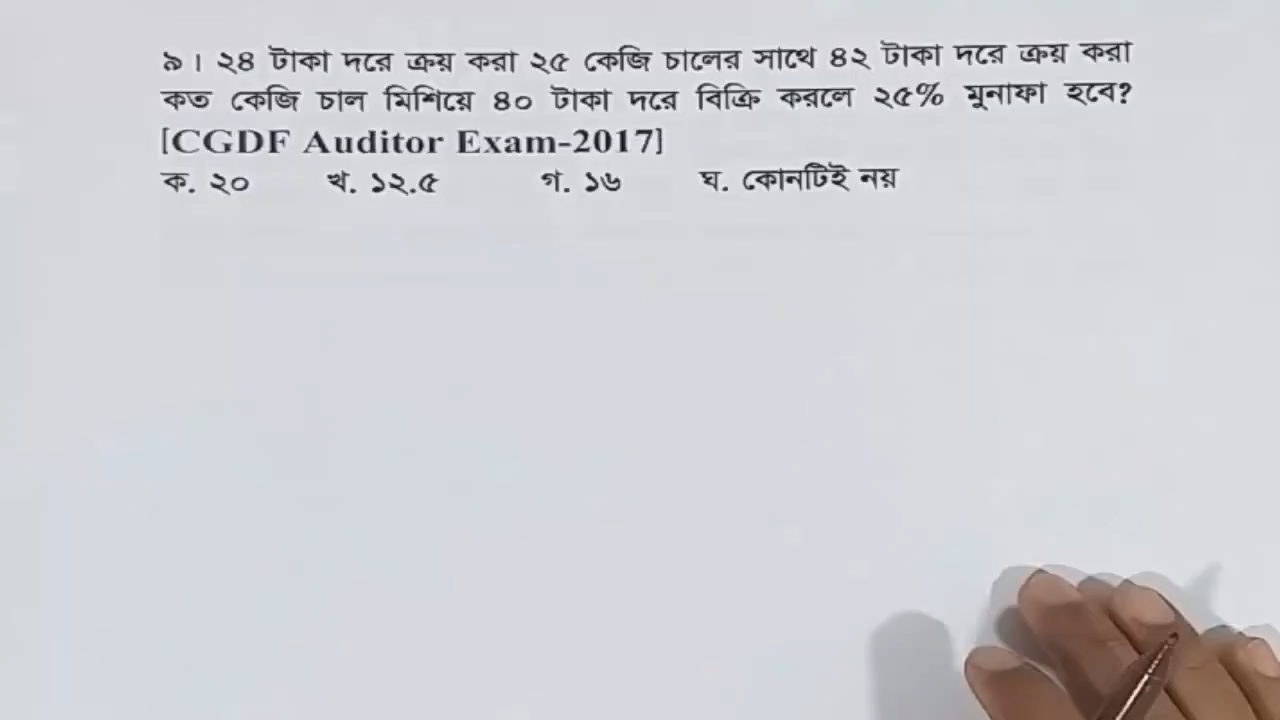 ৯। ২৪ টাকা দরে ক্রয় করা ২৫ কেজি চালের সাথে ৪২ টাকা দরে ক্রয় করা
কত কেজি চাল মিশিয়ে ৪০ টাকা দরে বিক্রি করলে ২৫% মুনাফা হবে?
[CGDF Auditor Exam-2017]
ক. ২০ খ. ১২.৫ গ. ১৬ ঘ. কোনটিই নয়